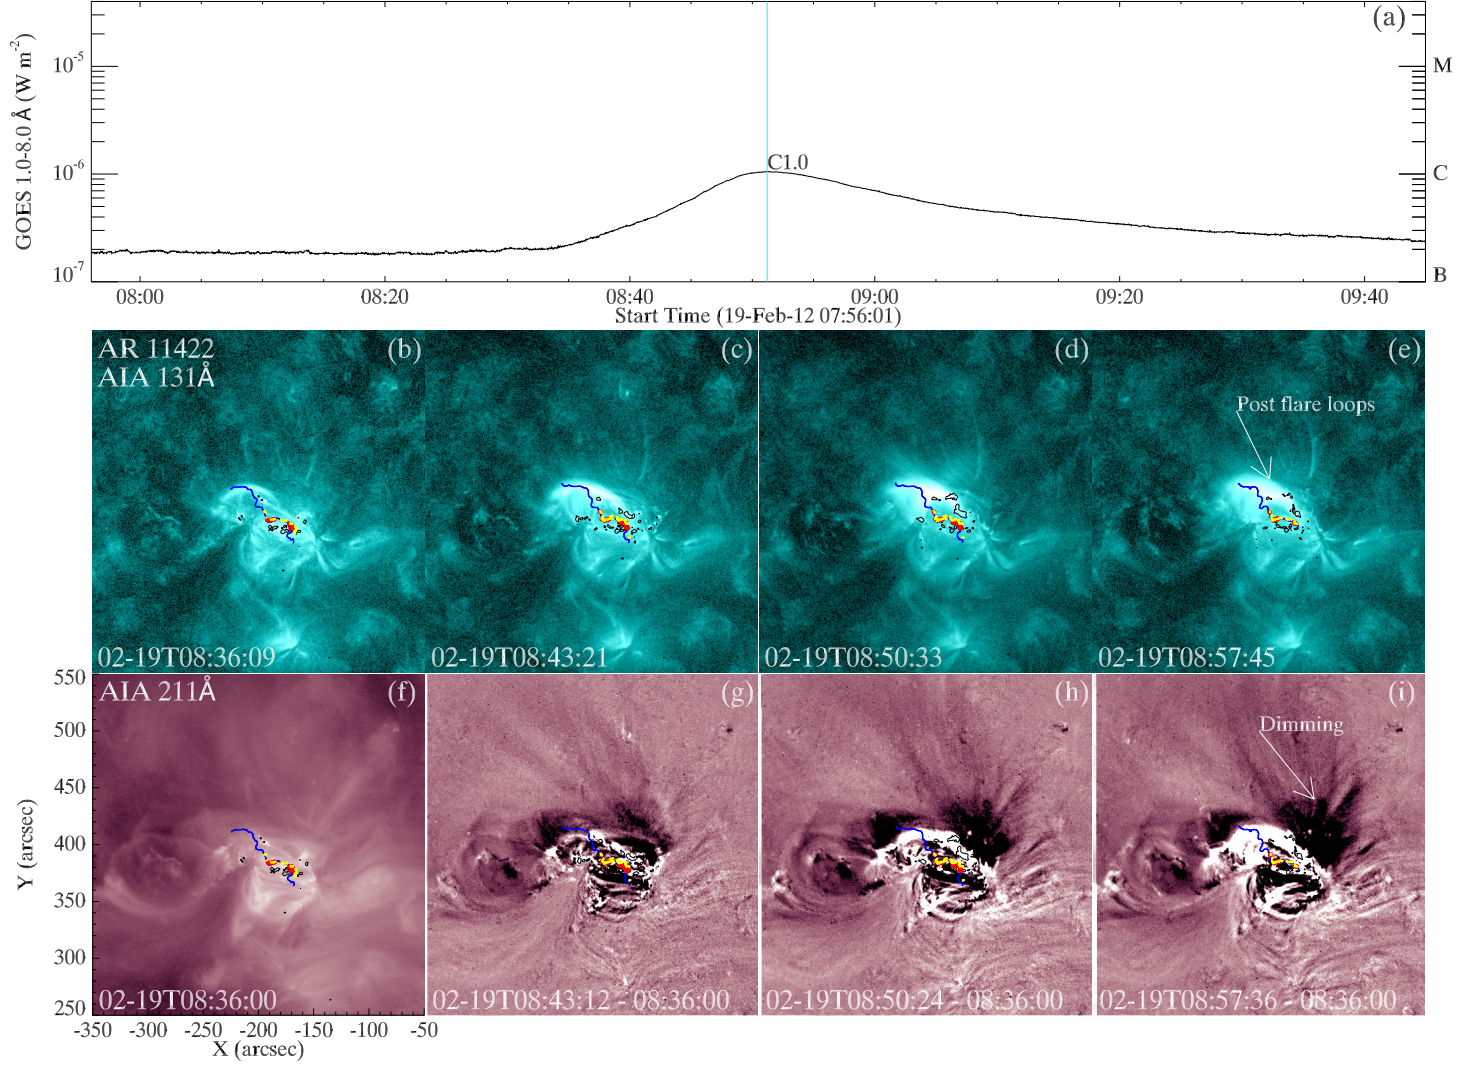 (a)
GOES 1.0-8.0 Å (W m⁻²)
10⁻⁵
10⁻⁶
10⁻⁷
M
C
B
C1.0
08:00 08:20 08:40 09:00 09:20 09:40
Start Time (19-Feb-12 07:56:01)
AR 11422
AIA 131Å
(b)
(c)
(d)
(e)
Post flare loops
02-19T08:36:09
02-19T08:43:21
02-19T08:50:33
02-19T08:57:45
AIA 211Å
(f)
(g)
(h)
(i)
Dimming
02-19T08:36:00
02-19T08:43:12 - 08:36:00
02-19T08:50:24 - 08:36:00
02-19T08:57:36 - 08:36:00
550
500
450
400
350
300
250
Y (arcsec)
-350 -300 -250 -200 -150 -100 -50
X (arcsec)